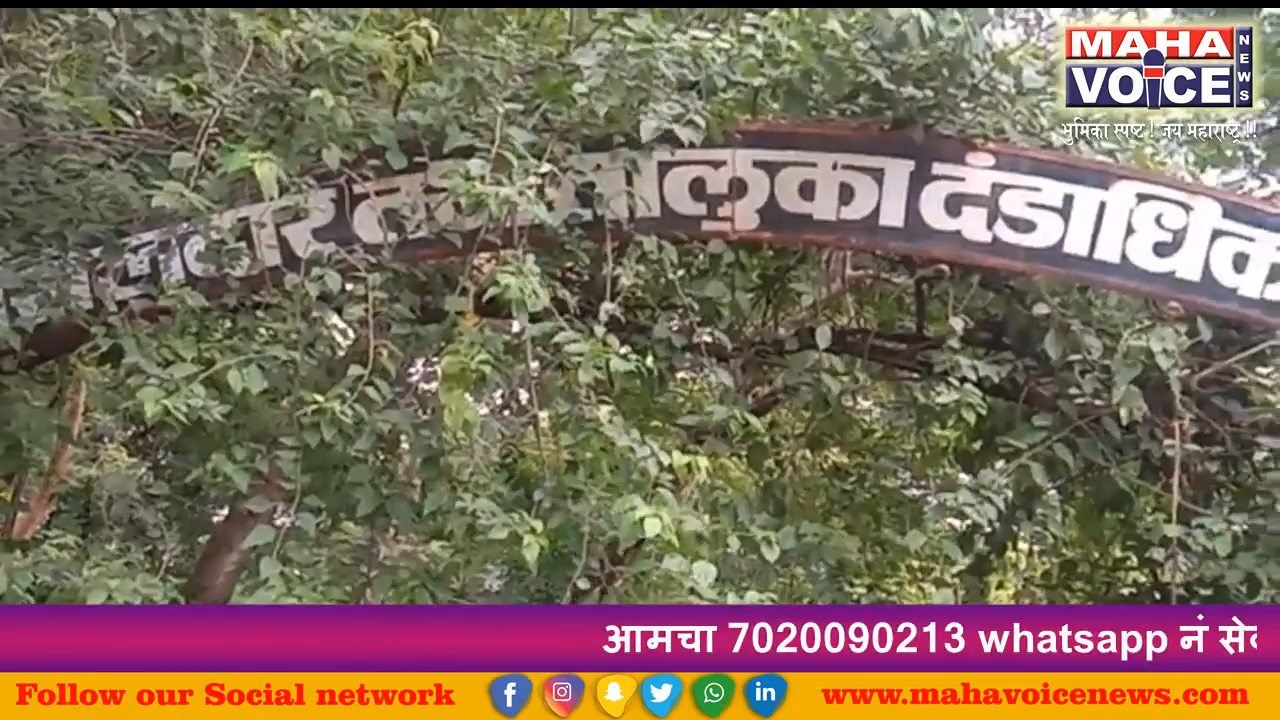 MAHA
VOICE
NEWS
भुमिका स्पष्ट ! जय महाराष्ट्र !!
तालुका दंडाधिक
आमचा 7020090213 whatsapp नं
Follow our Social network
www.mahavoicenews.com